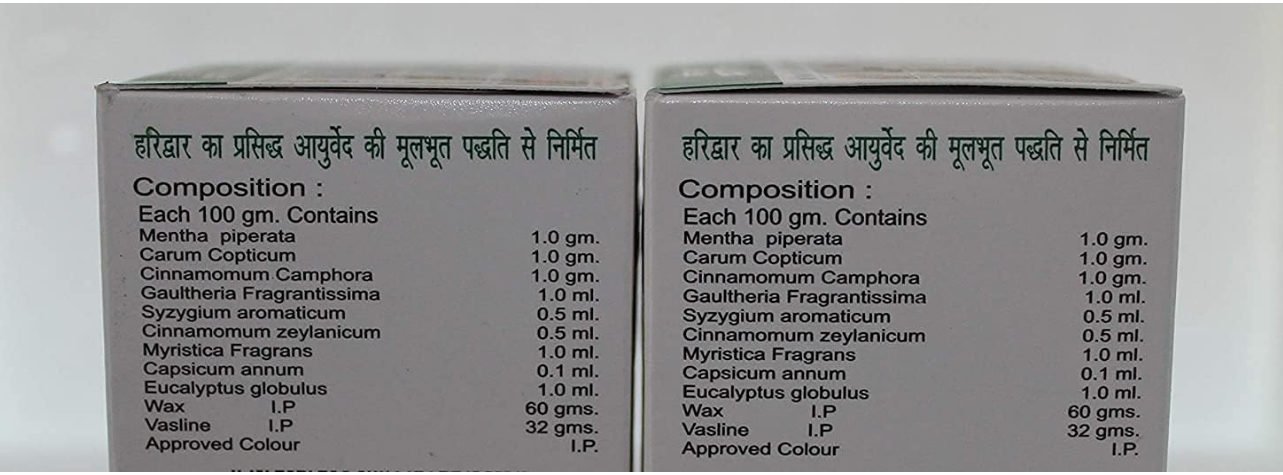 हरिद्वार का प्रसिद्ध आयुर्वेद की मूलभूत पद्धति से निर्मित
Composition :
Each 100 gm. Contains
Mentha piperata 1.0 gm.
Carum Copticum 1.0 gm.
Cinnamomum Camphora 1.0 gm.
Gaultheria Fragrantissima 1.0 ml.
Syzygium aromaticum 0.5 ml.
Cinnamomum zeylanicum 0.5 ml.
Myristica Fragrans 1.0 ml.
Capsicum annum 0.1 ml.
Eucalyptus globulus 1.0 ml.
Wax I.P 60 gms.
Vasline I.P 32 gms.
Approved Colour I.P.
हरिद्वार का प्रसिद्ध आयुर्वेद की मूलभूत पद्धति से निर्मित
Composition :
Each 100 gm. Contains
Mentha piperata 1.0 gm.
Carum Copticum 1.0 gm.
Cinnamomum Camphora 1.0 gm.
Gaultheria Fragrantissima 1.0 ml.
Syzygium aromaticum 0.5 ml.
Cinnamomum zeylanicum 0.5 ml.
Myristica Fragrans 1.0 ml.
Capsicum annum 0.1 ml.
Eucalyptus globulus 1.0 ml.
Wax I.P 60 gms.
Vasline I.P 32 gms.
Approved Colour I.P.